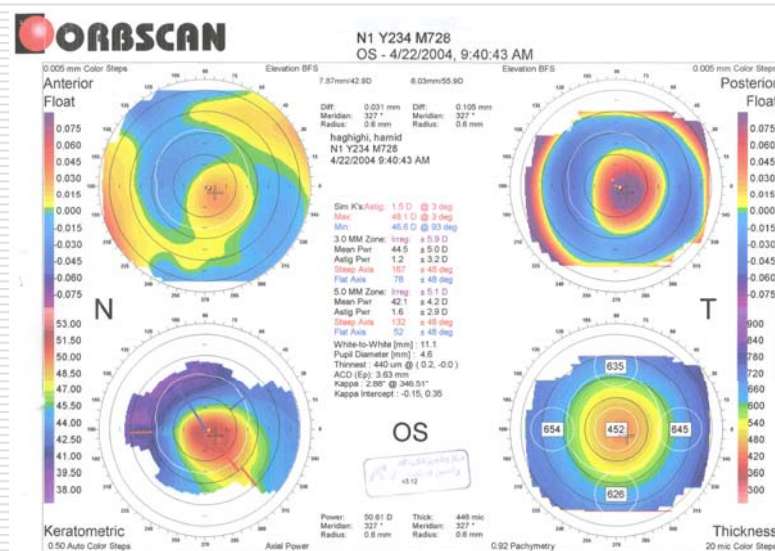 ORBSCAN
N1 Y234 M728
OS - 4/22/2004, 9:40:43 AM
0.005 mm Color Steps
Elevation BFS
Anterior
Float
0.075
0.060
0.045
0.030
0.015
0.000
-0.015
-0.030
-0.045
-0.060
-0.075
53.00
51.50
50.00
48.50
47.00
45.50
44.00
42.50
41.00
39.50
38.00
N
Keratometric
0.50 Auto Color Steps
Axial Power
7.87mm/42.9D
6.03mm/55.9D
Diff: 0.031 mm
Meridian: 327 °
Radius: 0.6 mm
Diff: 0.105 mm
Meridian: 327 °
Radius: 0.6 mm
haghighi, hamid
N1 Y234 M728
4/22/2004 9:40:43 AM
Sim K's: Astig: 1.5 D @ 3 deg
Max: 48.1 D @ 3 deg
Min: 46.6 D @ 93 deg
3.0 MM Zone: Irreg: ± 5.9 D
Mean Pwr 44.5 ± 5.0 D
Astig Pwr 1.2 ± 3.2 D
Steep Axis 167 ± 48 deg
Flat Axis 78 ± 48 deg
5.0 MM Zone: Irreg: ± 5.1 D
Mean Pwr 42.1 ± 4.2 D
Astig Pwr 1.6 ± 2.9 D
Steep Axis 132 ± 48 deg
Flat Axis 52 ± 48 deg
White-to-White [mm] : 11.1
Pupil Diameter [mm] : 4.6
Thinnest : 440 um @ ( 0.2, -0.0 )
ACD (Ep): 3.63 mm
Kappa : 2.88° @ 346.51°
Kappa Intercept : -0.15, 0.35
OS
v3.12
Power: 50.61 D
Meridian: 327 °
Radius: 0.6 mm
Thick: 446 mic
Meridian: 327 °
Radius: 0.6 mm
Elevation BFS
0.005 mm Color Steps
Posterior
Float
0.075
0.060
0.045
0.030
0.015
0.000
-0.015
-0.030
-0.045
-0.060
-0.075
T
900
840
780
720
660
600
540
480
420
360
300
635
654
452
645
626
Thickness
0.92 Pachymetry
20 mic Color Steps